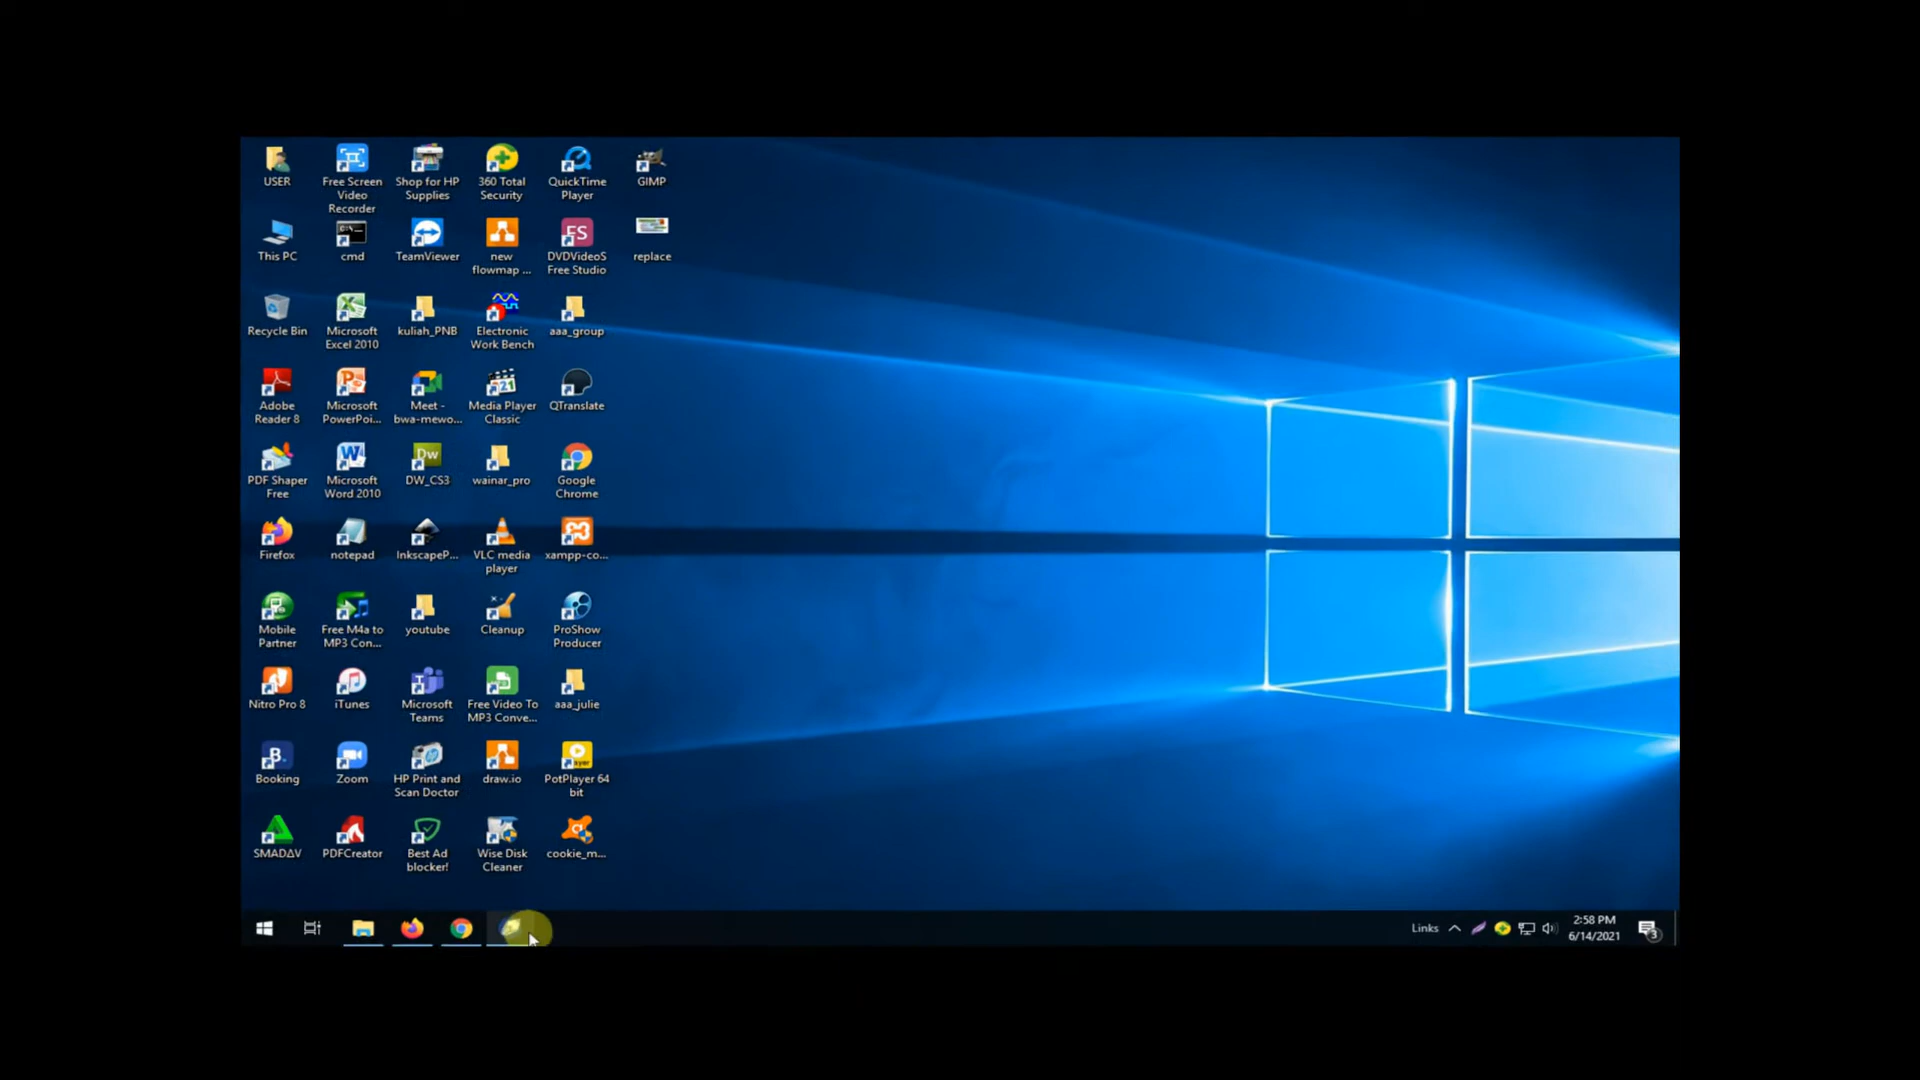 USER
Free Screen
Video
Recorder
Shop for HP
Supplies
360 Total
Security
QuickTime
Player
GIMP
This PC
cmd
TeamViewer
new
flowmap ...
DVDVideoS
Free Studio
replace
Recycle Bin
Microsoft
Excel 2010
kuliah_PNB
Electronic
Work Bench
aaa_group
Adobe
Reader 8
Microsoft
PowerPoi...
Meet -
bwa-mewo...
Media Player
Classic
QTranslate
PDF Shaper
Free
Microsoft
Word 2010
DW_CS3
wainar_pro
Google
Chrome
Firefox
notepad
InkscapeP...
VLC media
player
xampp-co...
Mobile
Partner
Free M4a to
MP3 Con...
youtube
Cleanup
ProShow
Producer
Nitro Pro 8
iTunes
Microsoft
Teams
Free Video To
MP3 Conve...
aaa_julie
Booking
Zoom
HP Print and
Scan Doctor
draw.io
PotPlayer 64
bit
SMADΔV
PDFCreator
Best Ad
blocker!
Wise Disk
Cleaner
cookie_m...
Links
2:58 PM
6/14/2021
3